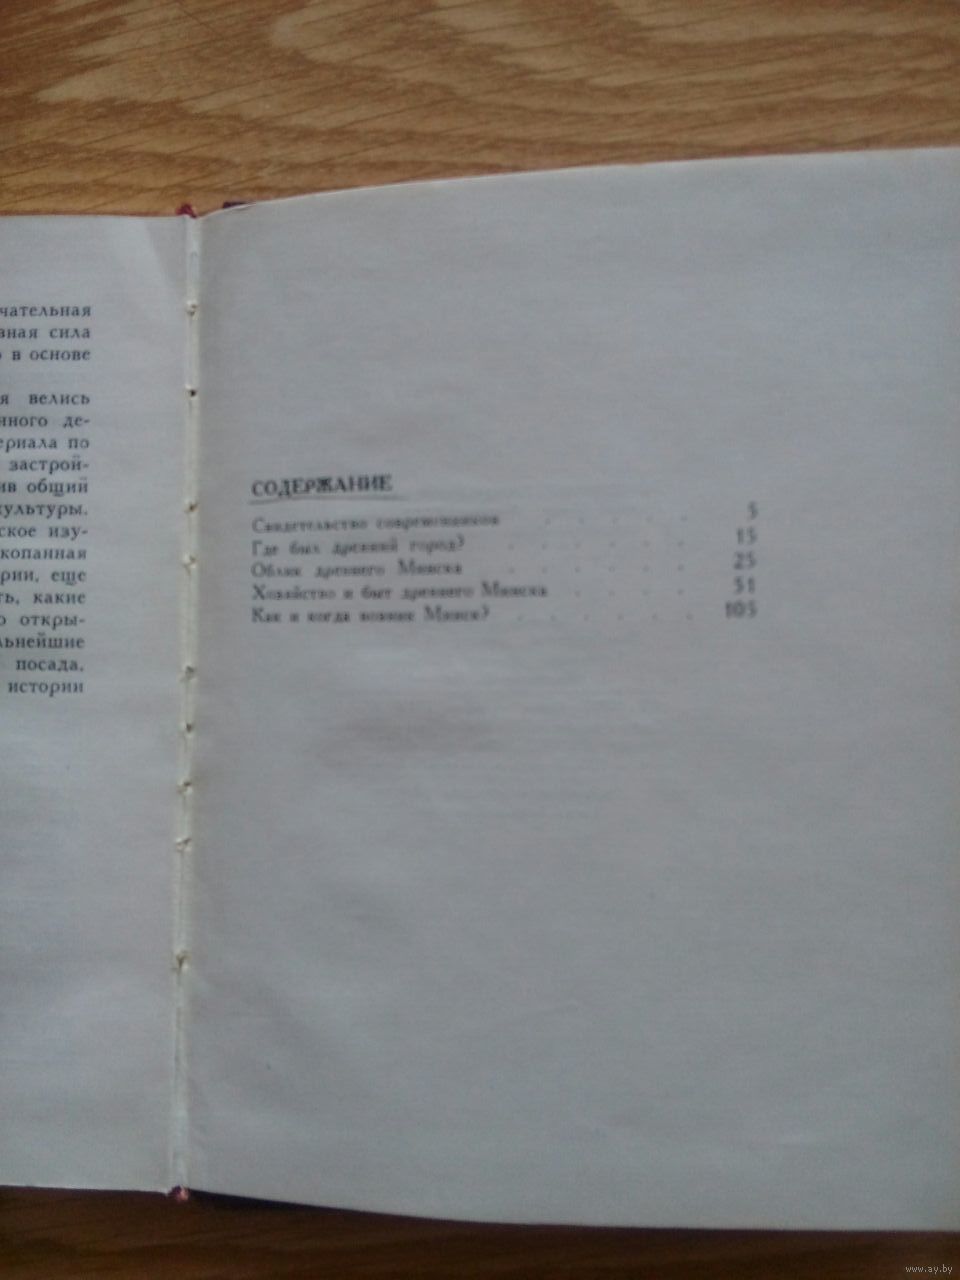 чательная
вная сила
о в основе
я велись
нного де-
ериала по
застрой-
ив общий
культуры.
ское изу-
копанная
рии, еще
ть, какие
о откры-
льнейшие
посада,
истории
СОДЕРЖАНИЕ
Свидетельство современников . . . . 5
Где был древний город? . . . . . 15
Облик древнего Минска . . . . . 25
Хозяйство и быт древнего Минска . . . . 51
Как и когда возник Минск? . . . . . . 105
www.ay.by